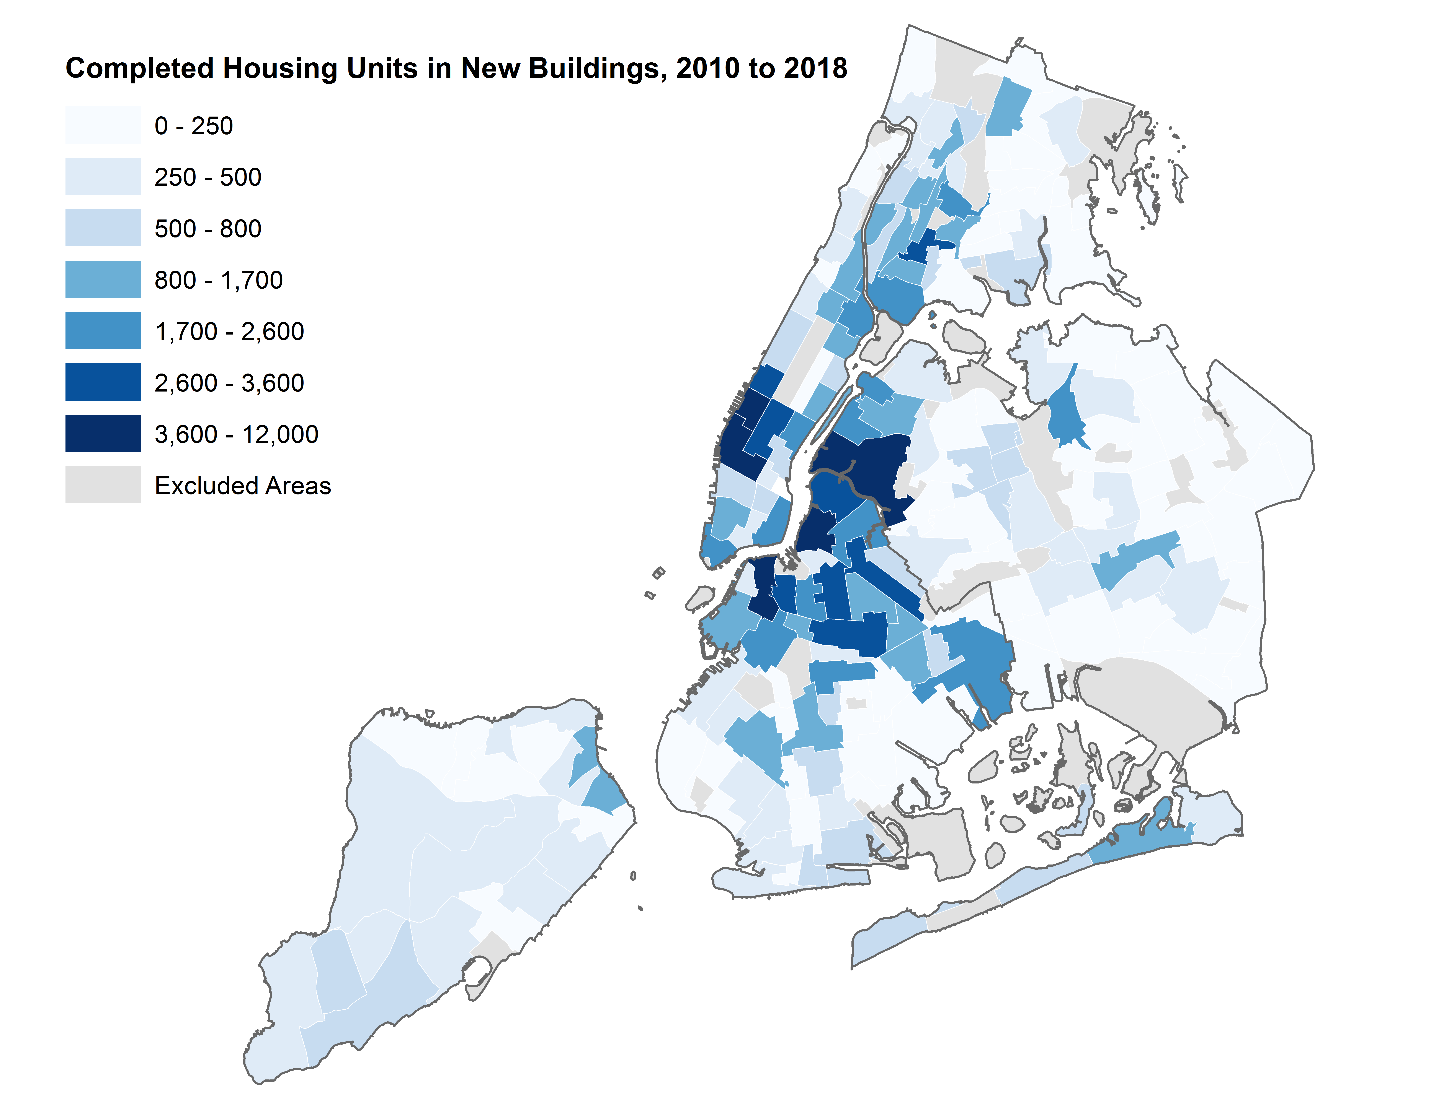 Completed Housing Units in New Buildings, 2010 to 2018
0 - 250
250 - 500
500 - 800
800 - 1,700
1,700 - 2,600
2,600 - 3,600
3,600 - 12,000
Excluded Areas